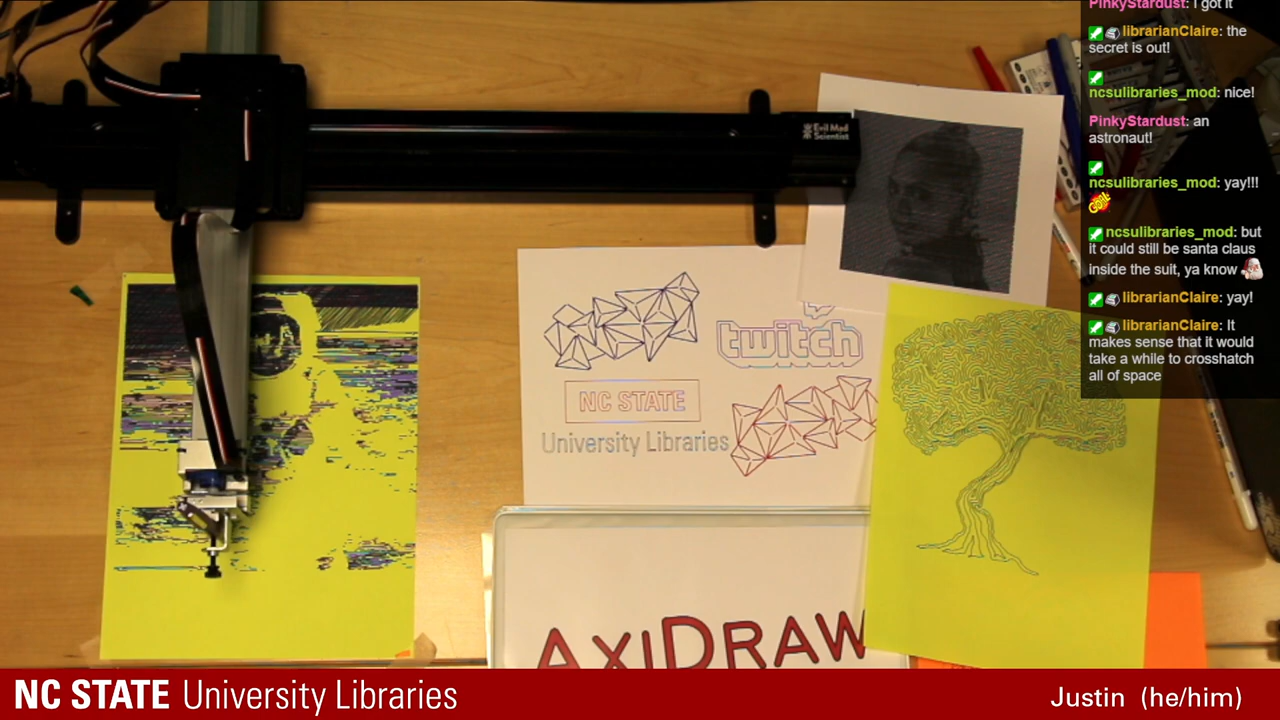 PinkyStardust: I got it
librarianClaire: the
secret is out!
ncsulibraries_mod: nice!
PinkyStardust: an
astronaut!
ncsulibraries_mod: yay!!!
GOAL
ncsulibraries_mod: but
it could still be santa claus
inside the suit, ya know
librarianClaire: yay!
librarianClaire: It
makes sense that it would
take a while to crosshatch
all of space
Evil Mad
Scientist
twitch
NC STATE
University Libraries
AXIDRAW
NC STATE University Libraries
Justin (he/him)